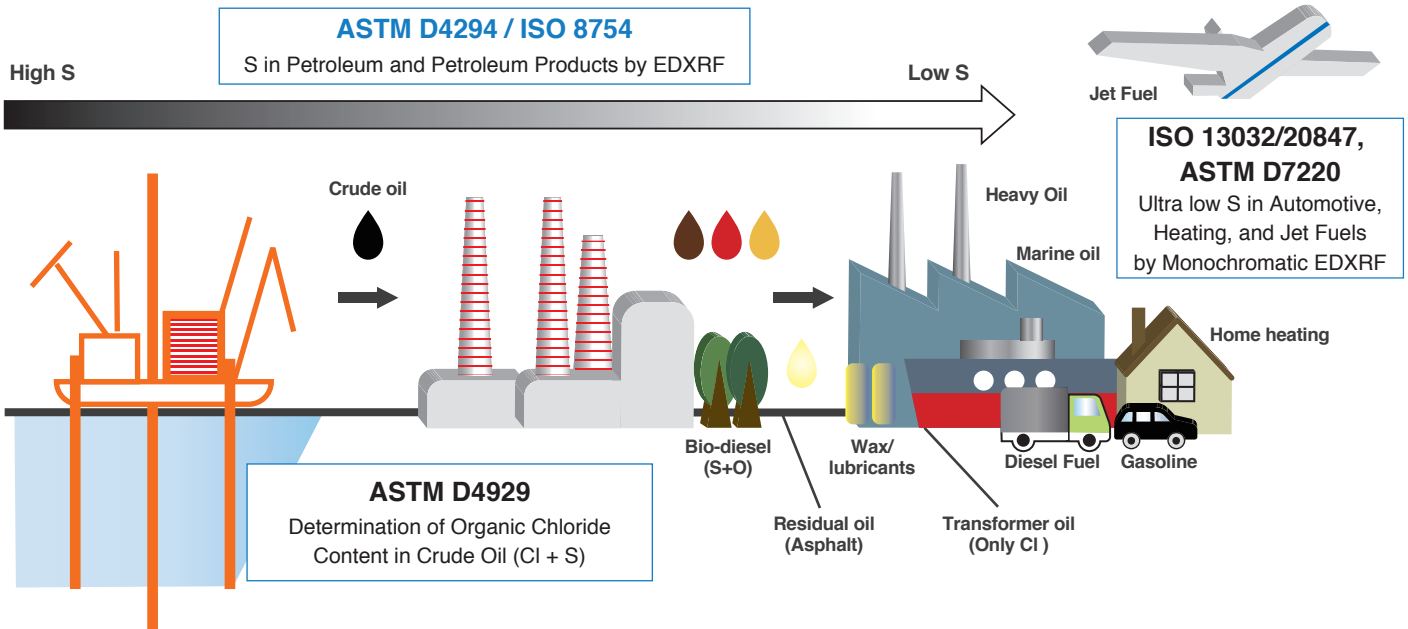 ASTM D4294 / ISO 8754
S in Petroleum and Petroleum Products by EDXRF
High S
Low S
Jet Fuel
ISO 13032/20847,
ASTM D7220
Ultra low S in Automotive,
Heating, and Jet Fuels
by Monochromatic EDXRF
Crude oil
Heavy Oil
Marine oil
Home heating
Bio-diesel
(S+O)
Wax/
lubricants
Diesel Fuel
Gasoline
Residual oil
(Asphalt)
Transformer oil
(Only Cl )
ASTM D4929
Determination of Organic Chloride
Content in Crude Oil (Cl + S)